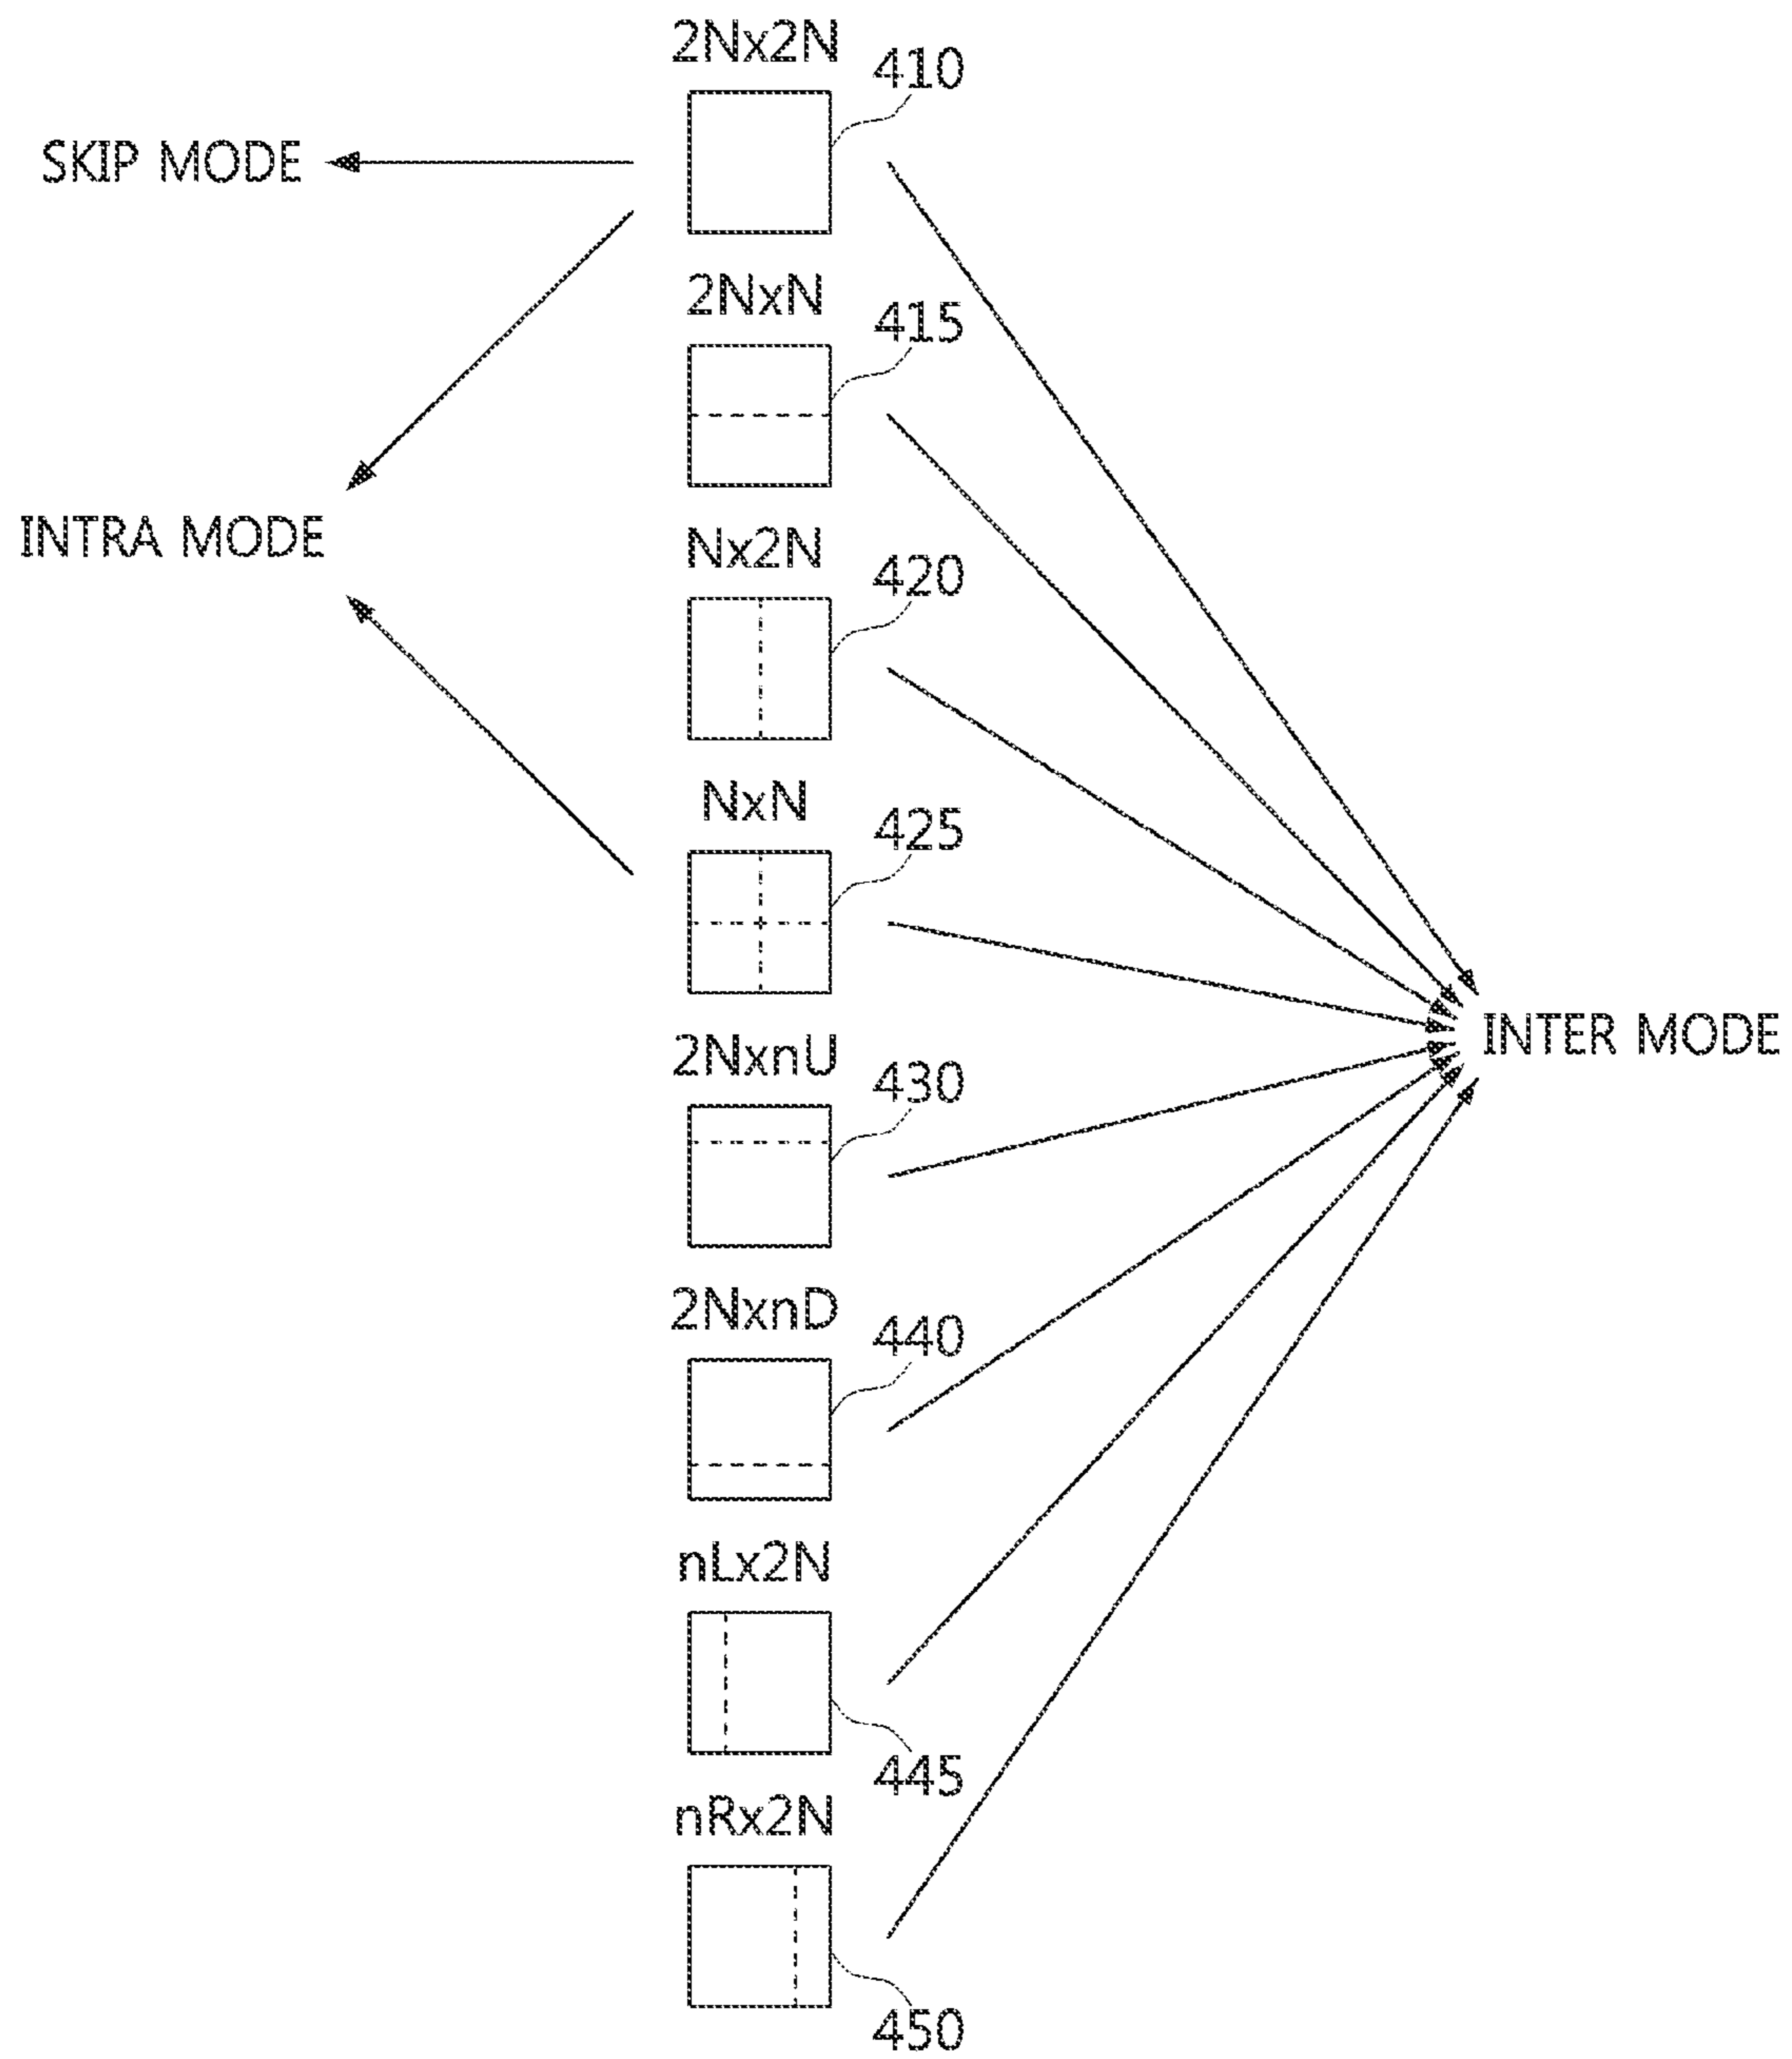 2Nx2N
410
SKIP MODE
2NxN
415
INTRA MODE
Nx2N
420
NxN
425
INTER MODE
2NxnU
430
2NxnD
440
nLx2N
445
nRx2N
450